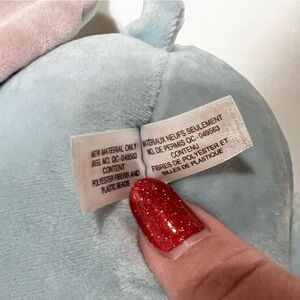 NEW MATERIAL ONLY
REG. NO. QC-049563
CONTENT
POLYESTER FIBERS AND
PLASTIC BEADS
MATÉRIAUX NEUFS SEULEMENT
NO. DE PERMIS QC-049563
CONTENU
FIBRES DE POLYESTER ET
BILLES DE PLASTIQUE